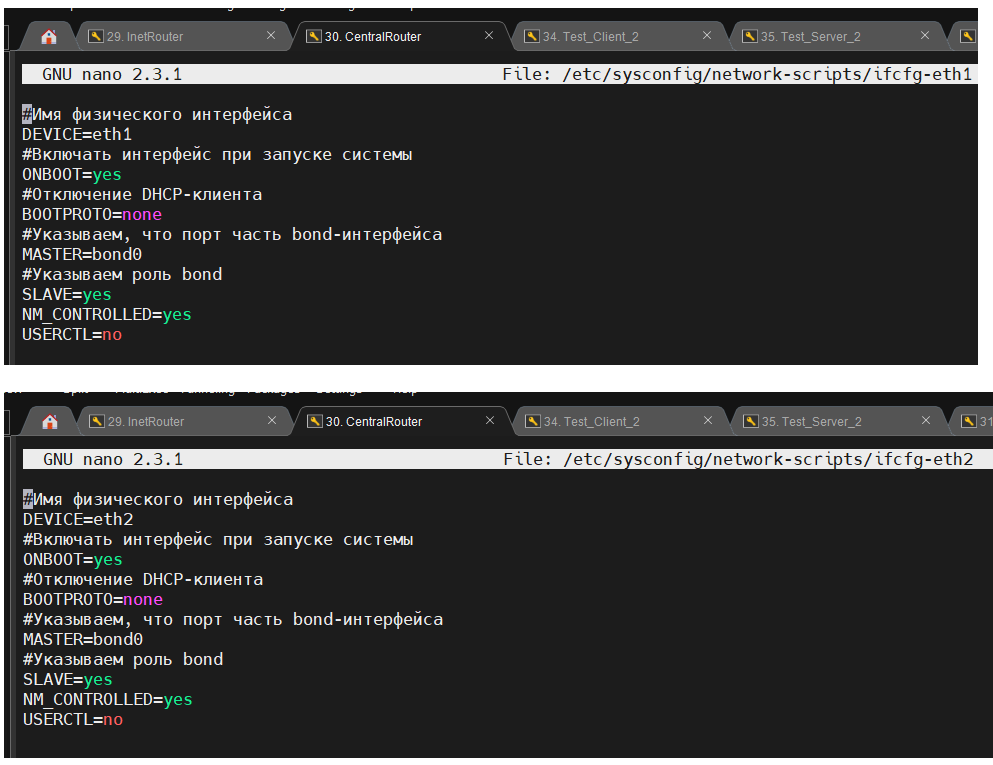 29. InetRouter
30. CentralRouter
34. Test_Client_2
35. Test_Server_2
GNU nano 2.3.1 File: /etc/sysconfig/network-scripts/ifcfg-eth1
#Имя физического интерфейса
DEVICE=eth1
#Включать интерфейс при запуске системы
ONBOOT=yes
#Отключение DHCP-клиента
BOOTPROTO=none
#Указываем, что порт часть bond-интерфейса
MASTER=bond0
#Указываем роль bond
SLAVE=yes
NM_CONTROLLED=yes
USERCTL=no
29. InetRouter
30. CentralRouter
34. Test_Client_2
35. Test_Server_2
31
GNU nano 2.3.1 File: /etc/sysconfig/network-scripts/ifcfg-eth2
#Имя физического интерфейса
DEVICE=eth2
#Включать интерфейс при запуске системы
ONBOOT=yes
#Отключение DHCP-клиента
BOOTPROTO=none
#Указываем, что порт часть bond-интерфейса
MASTER=bond0
#Указываем роль bond
SLAVE=yes
NM_CONTROLLED=yes
USERCTL=no